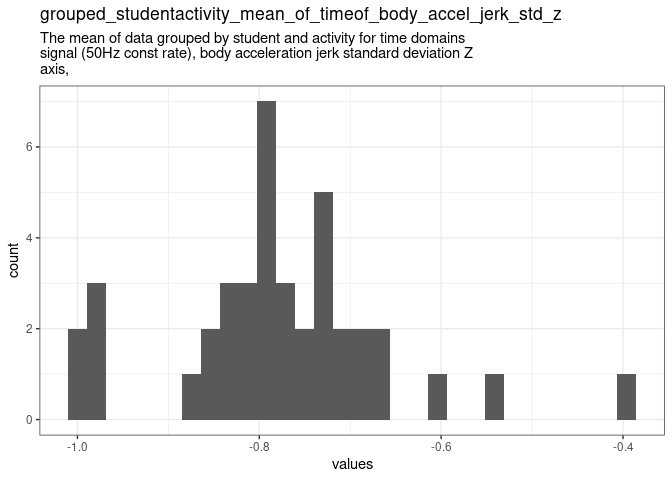 grouped_studentactivity_mean_of_timeof_body_accel_jerk_std_z
The mean of data grouped by student and activity for time domains
signal (50Hz const rate), body acceleration jerk standard deviation Z
axis,
6
4
2
0
count
-1.0
-0.8
-0.6
-0.4
values